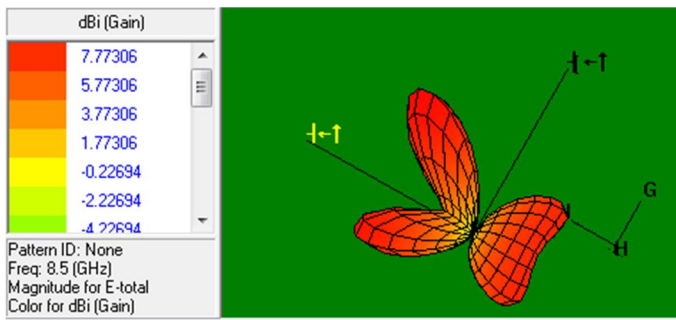 dBi (Gain)
7.77306
5.77306
3.77306
1.77306
-0.22694
-2.22694
-4.22694
Pattern ID: None
Freq: 8.5 (GHz)
Magnitude for E-total
Color for dBi (Gain)
G
H